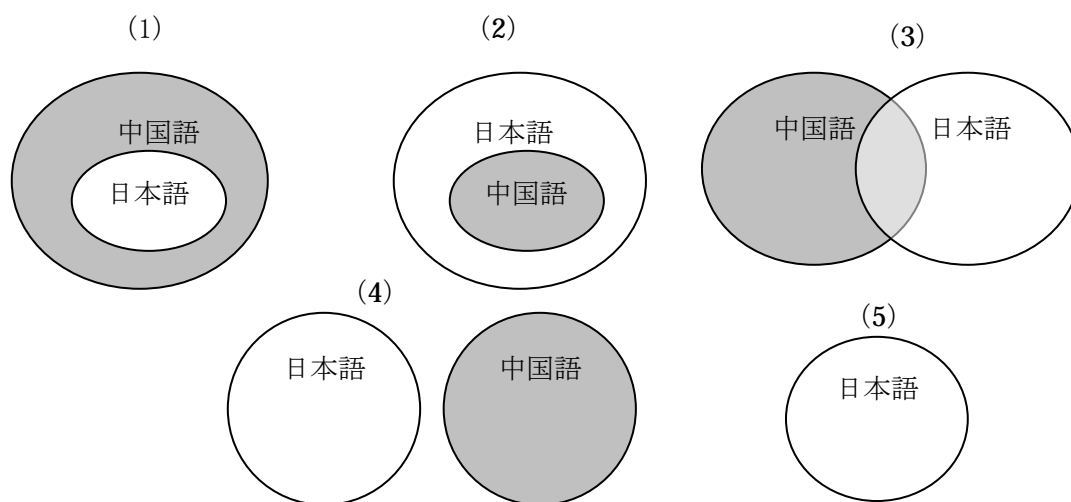 (1)
(2)
(3)
中国語
日本語
日本語
中国語
中国語
日本語
(4)
(5)
日本語
中国語
日本語